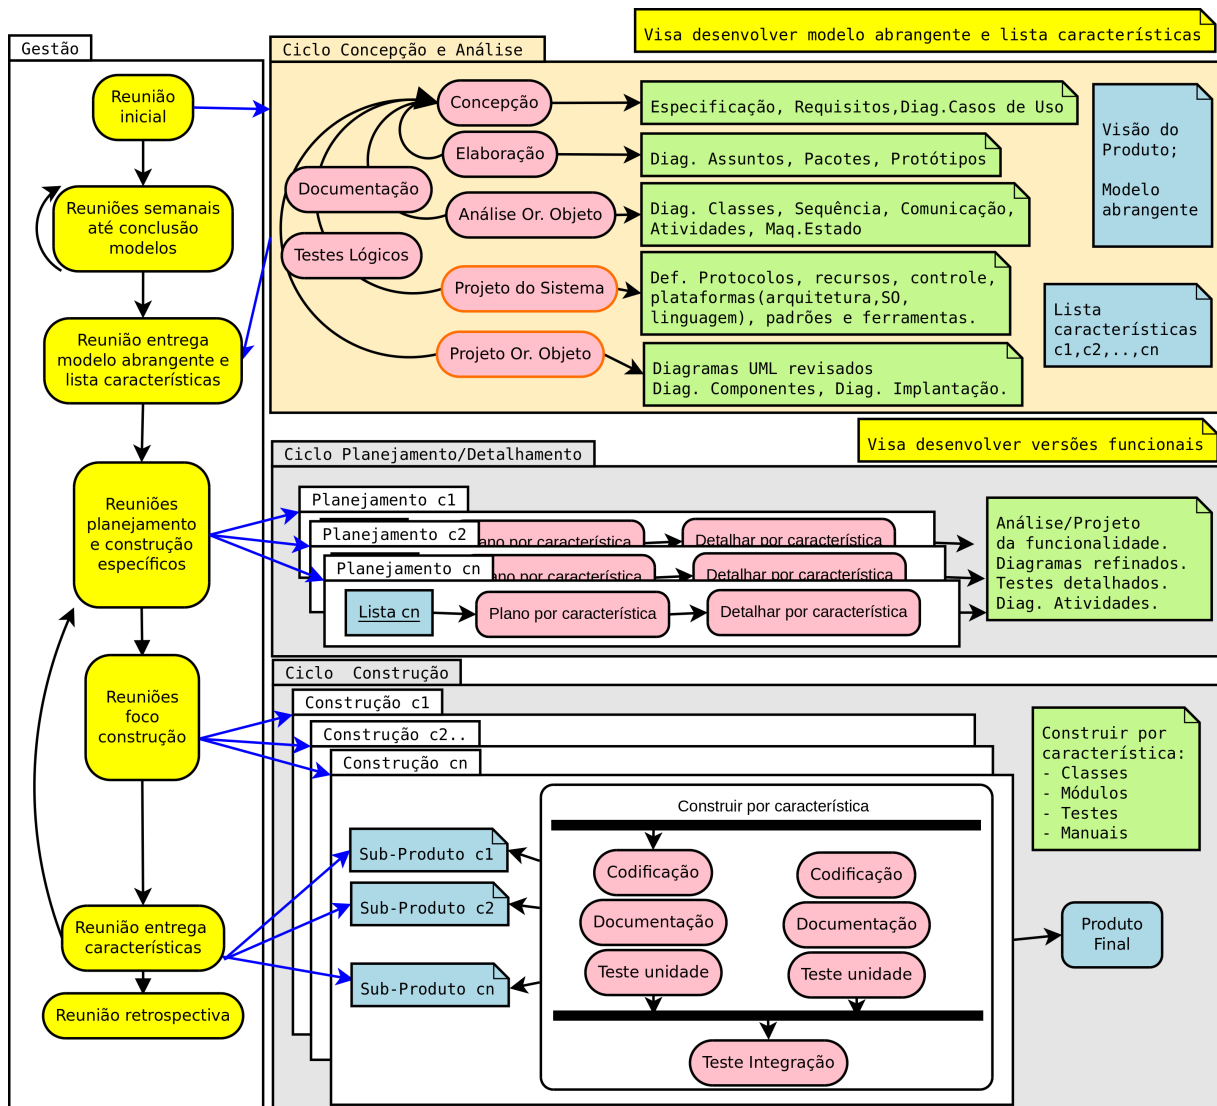 Gestão
Reunião
inicial
Reuniões semanais
até conclusão
modelos
Reunião entrega
modelo abrangente e
lista características
Reuniões
planejamento
e construção
específicos
Reuniões
foco
construção
Reunião entrega
características
Reunião retrospectiva
Visa desenvolver modelo abrangente e lista características
Ciclo Concepção e Análise
Concepção
Especificação, Requisitos,Diag.Casos de Uso
Elaboração
Diag. Assuntos, Pacotes, Protótipos
Documentação
Análise Or. Objeto
Diag. Classes, Sequência, Comunicação,
Atividades, Maq.Estado
Testes Lógicos
Projeto do Sistema
Def. Protocolos, recursos, controle,
plataformas(arquitetura,SO,
linguagem), padrões e ferramentas.
Projeto Or. Objeto
Diagramas UML revisados
Diag. Componentes, Diag. Implantação.
Visão do
Produto;
Modelo
abrangente
Lista
características
c1,c2,..,cn
Visa desenvolver versões funcionais
Ciclo Planejamento/Detalhamento
Planejamento c1
ano por característica
Detalhar por característica
Planejamento c2
ano por característica
Detalhar por característica
Planejamento cn
Lista cn
Plano por característica
Detalhar por característica
Análise/Projeto
da funcionalidade.
Diagramas refinados.
Testes detalhados.
Diag. Atividades.
Ciclo  Construção
Construção c1
Construção c2..
Construção cn
Construir por característica
Sub-Produto c1
Sub-Produto c2
Sub-Produto cn
Codificação
Documentação
Teste unidade
Codificação
Documentação
Teste unidade
Teste Integração
Construir por
característica:
- Classes
- Módulos
- Testes
- Manuais
Produto
Final